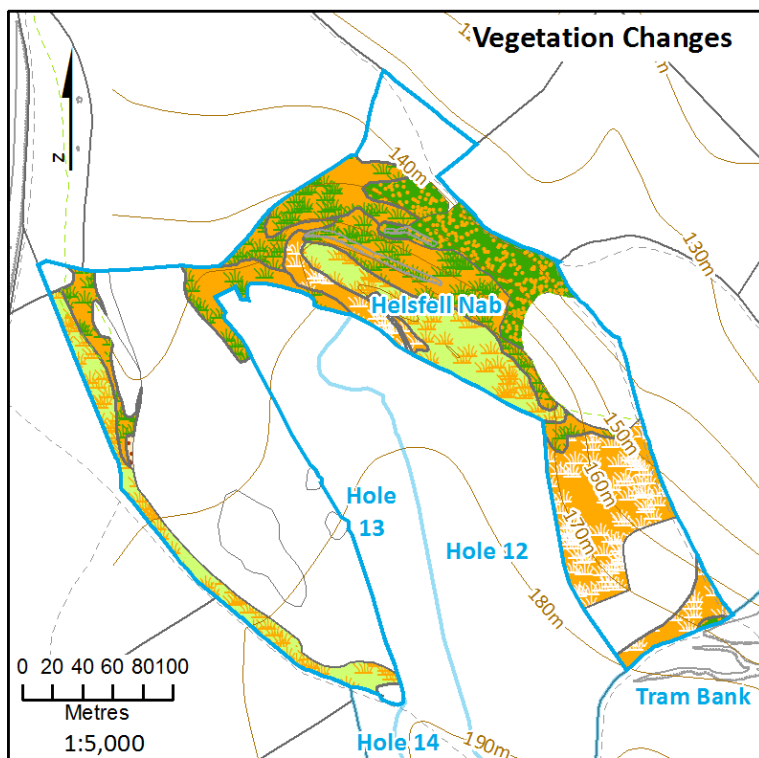 Vegetation Changes
Z
140m
130m
Helsfell Nab
150m
160m
170m
Hole
13
Hole 12
180m
0 20 40 60 80100
Metres
1:5,000
Tram Bank
Hole 14
190m